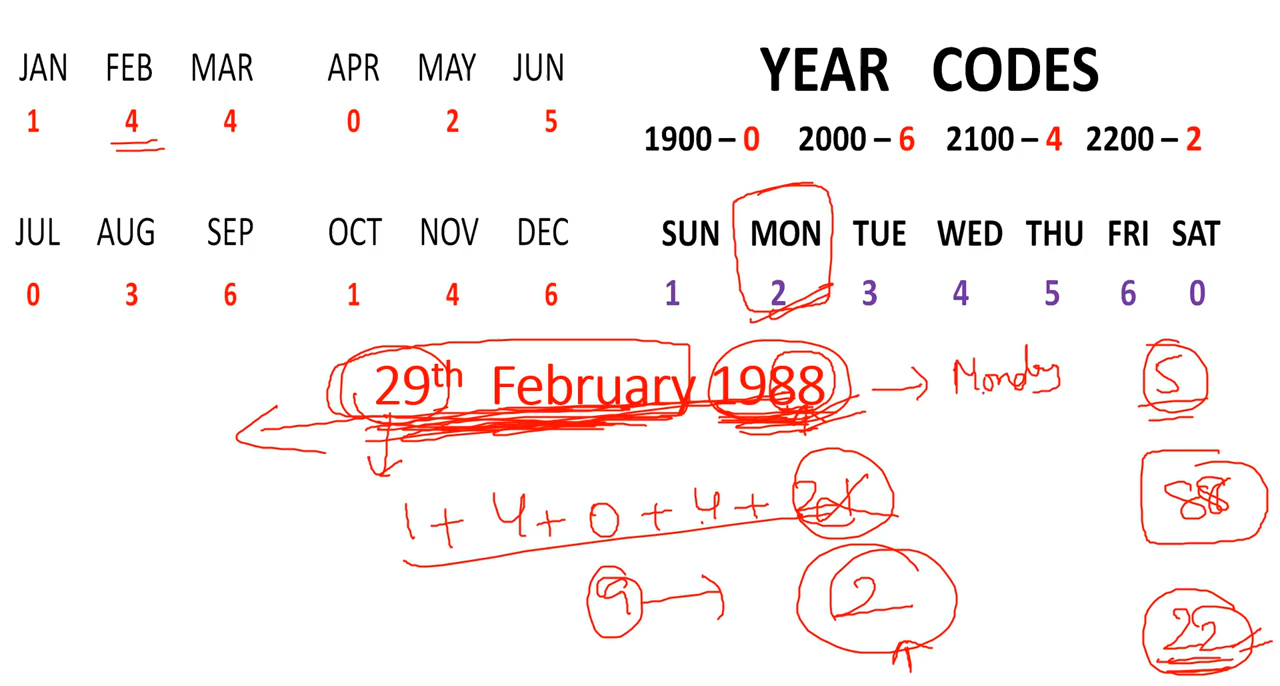 JAN FEB MAR APR MAY JUN
1 4 4 0 2 5
YEAR CODES
1900 – 0 2000 – 6 2100 – 4 2200 – 2
JUL AUG SEP OCT NOV DEC
0 3 6 1 4 6
SUN MON TUE WED THU FRI SAT
1 2 3 4 5 6 0
29th February 1988 → Monday
5
1 + 4 + 0 + 4 +
88
9 → 2
22